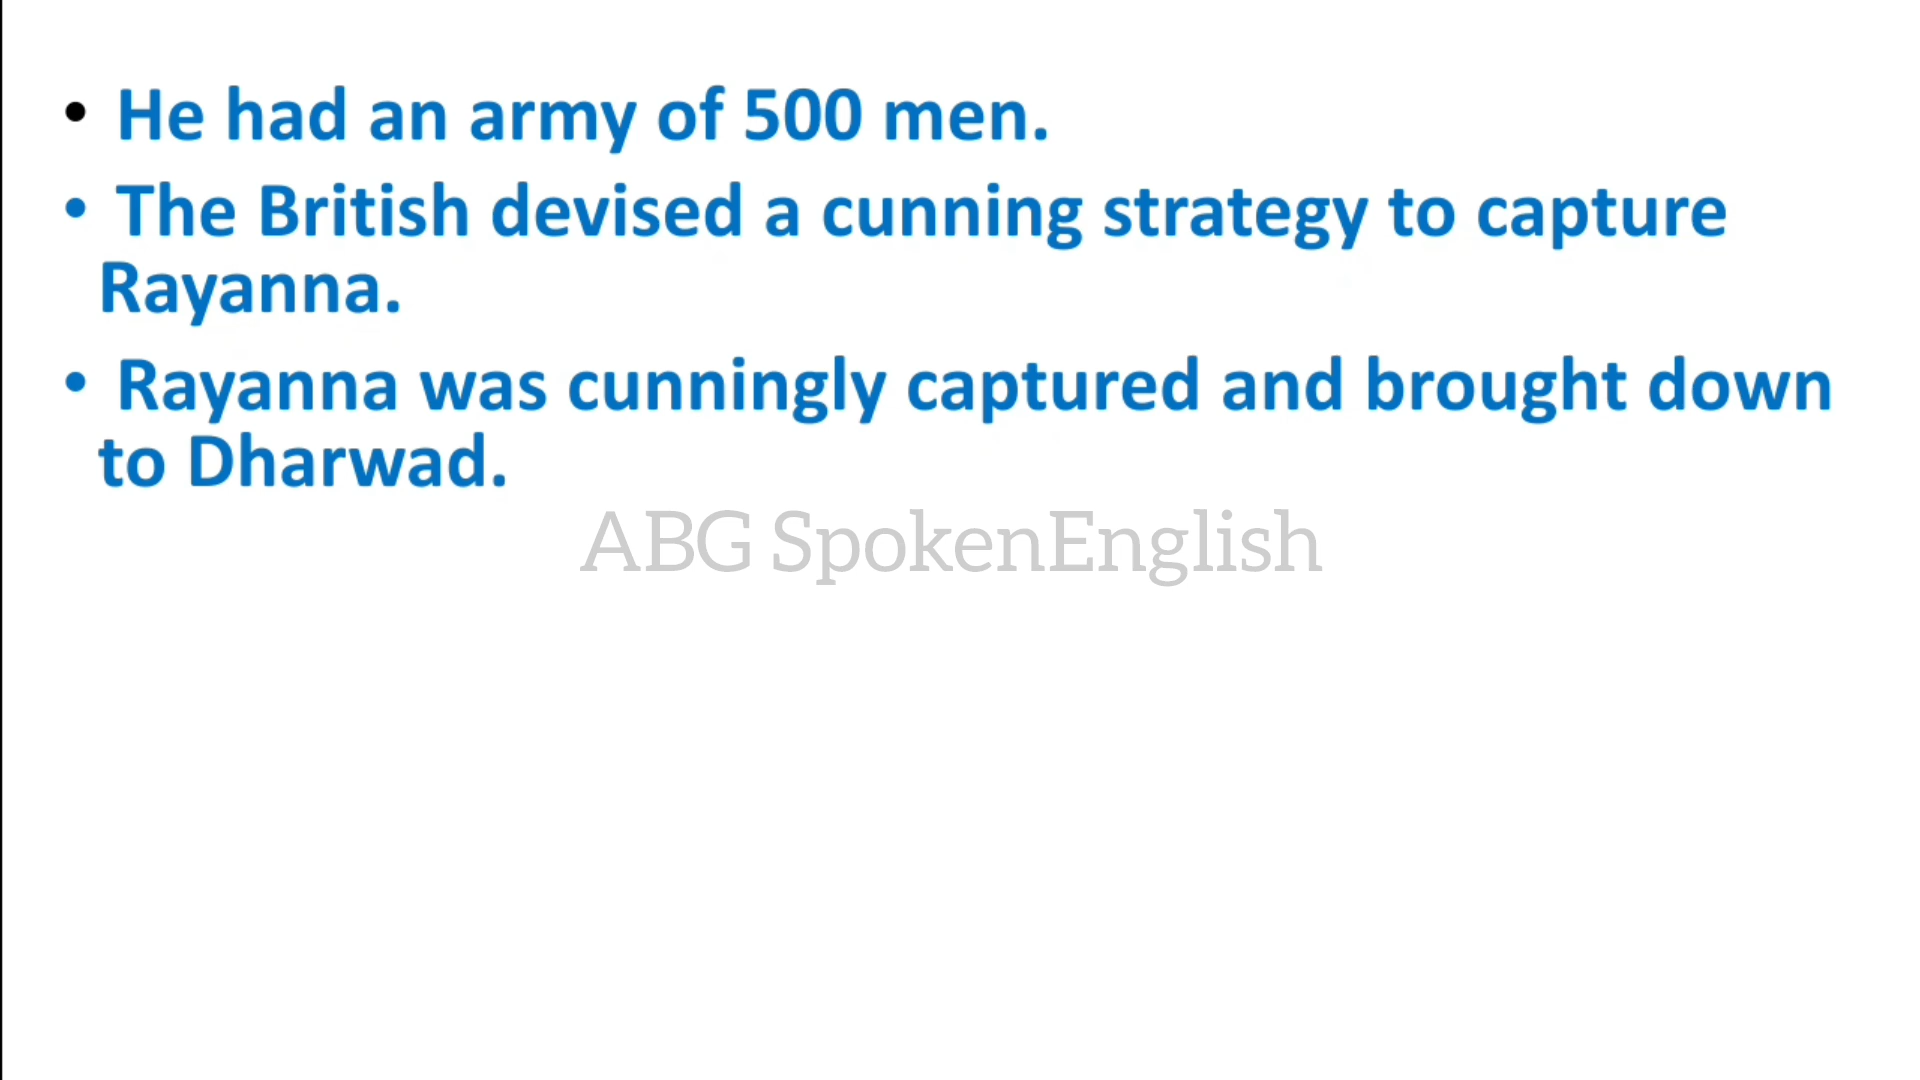 • He had an army of 500 men.
• The British devised a cunning strategy to capture
Rayanna.
• Rayanna was cunningly captured and brought down
to Dharwad.
ABG SpokenEnglish